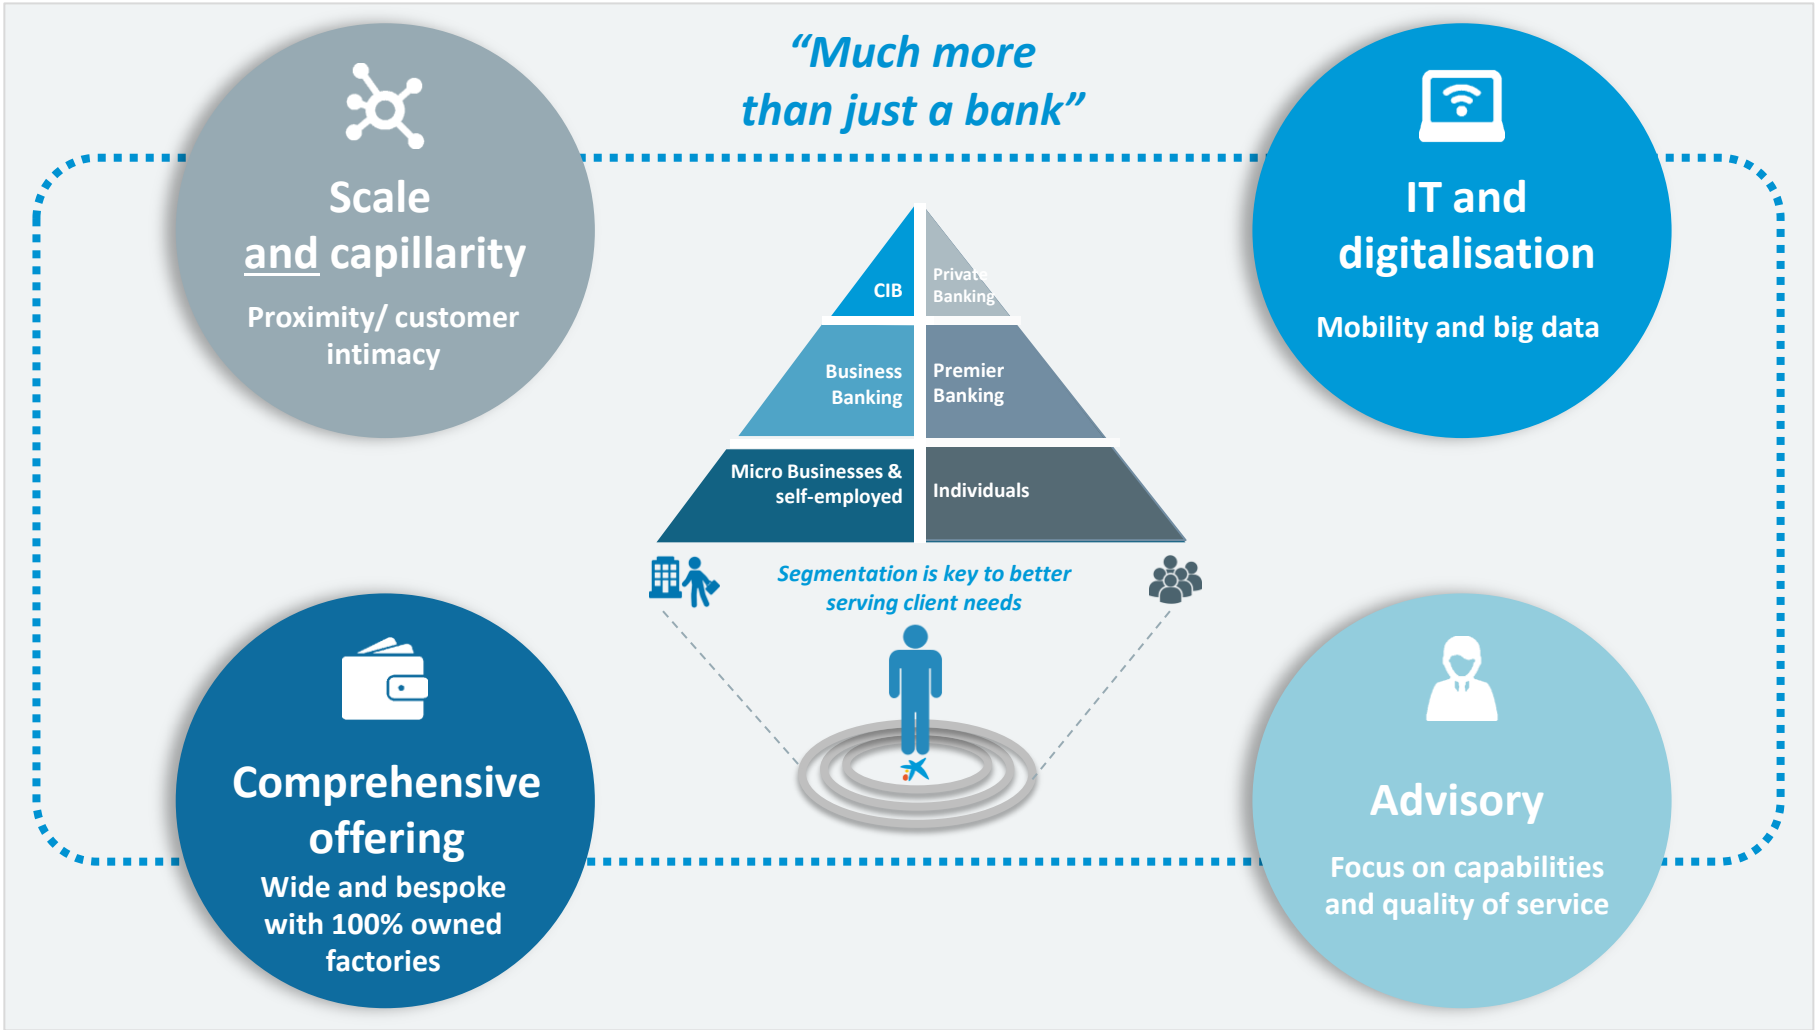 “Much more
than just a bank”
Scale
and capillarity
Proximity/ customer
intimacy
IT and
digitalisation
Mobility and big data
CIB
Private
Banking
Business
Banking
Premier
Banking
Micro Businesses &
self-employed
Individuals
Segmentation is key to better
serving client needs
Comprehensive
offering
Wide and bespoke
with 100% owned
factories
Advisory
Focus on capabilities
and quality of service